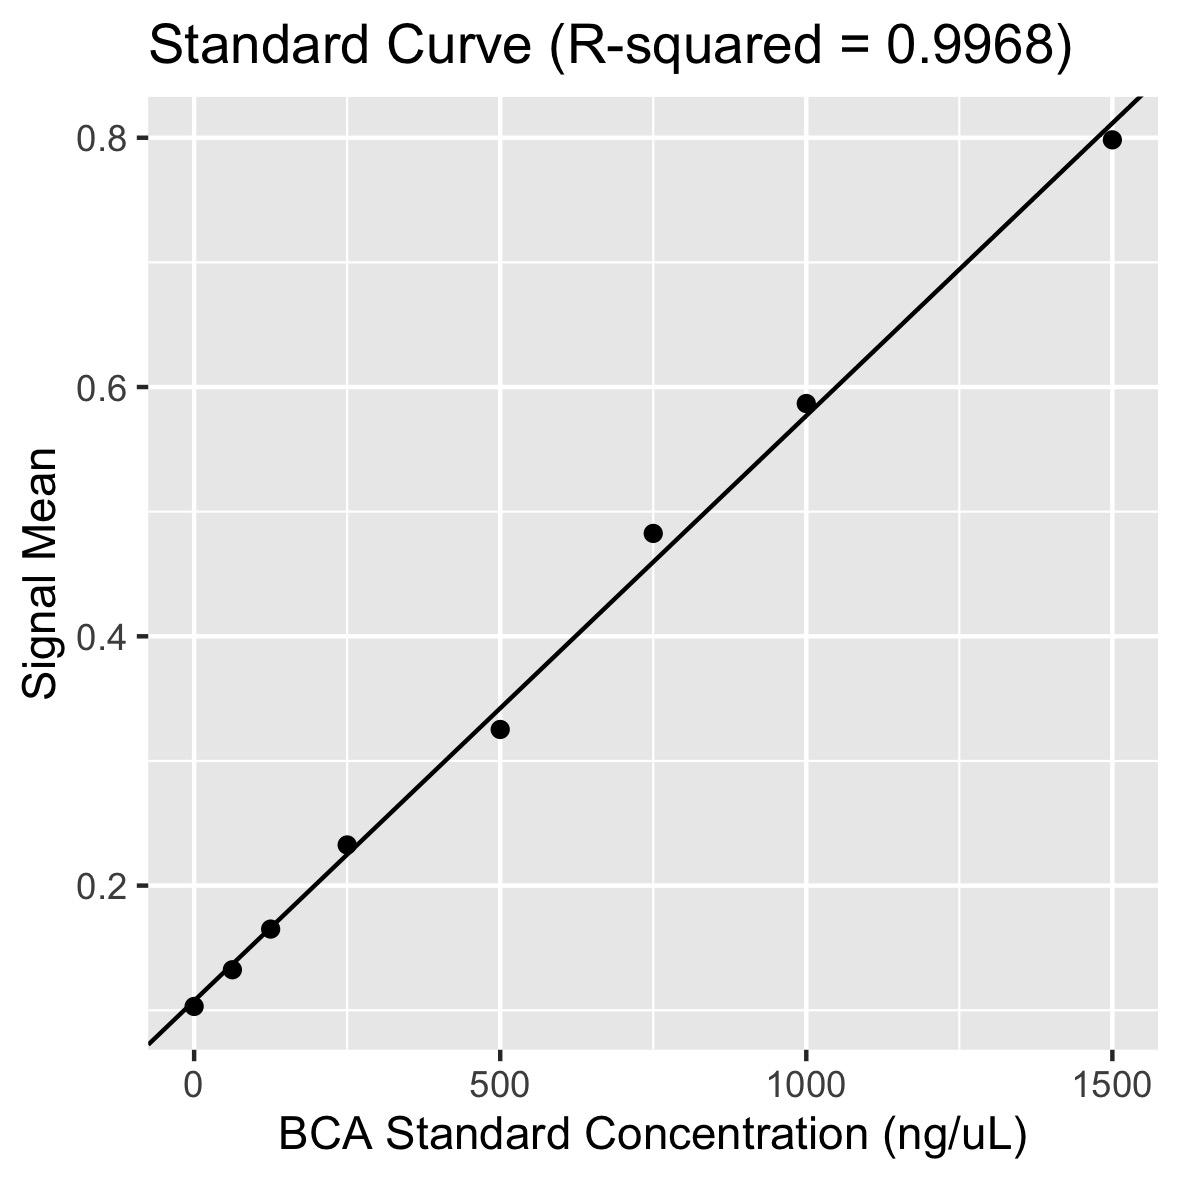 Standard Curve (R-squared = 0.9968)
0.8
0.6
0.4
0.2
Signal Mean
0 500 1000 1500
BCA Standard Concentration (ng/uL)